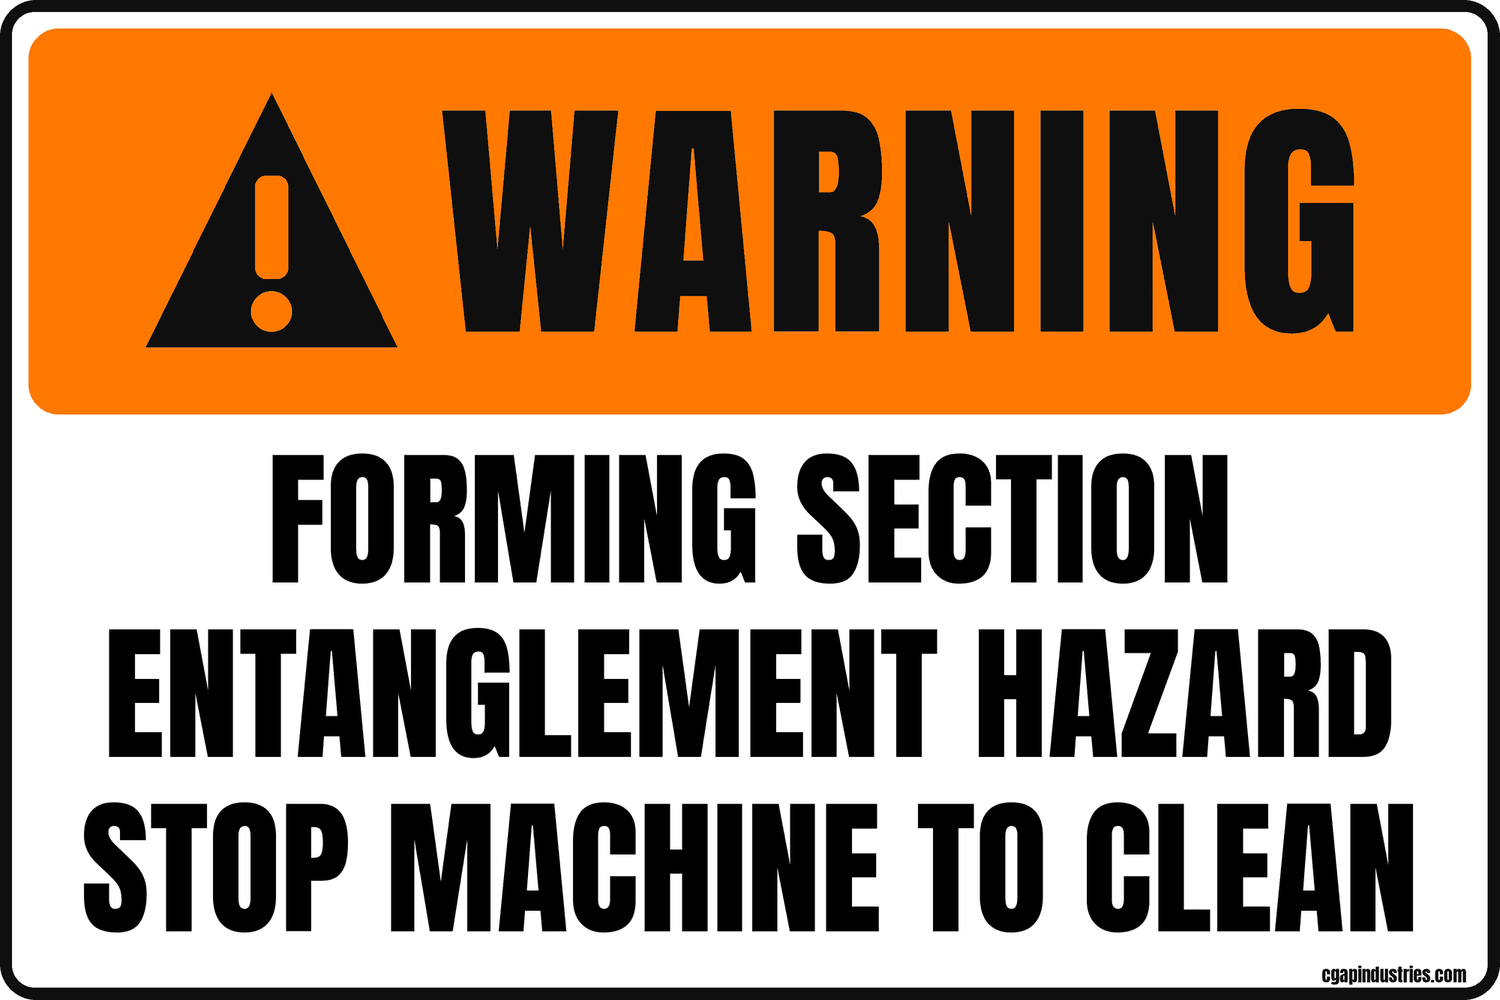 WARNING
FORMING SECTION
ENTANGLEMENT HAZARD
STOP MACHINE TO CLEAN
cgapindustries.com